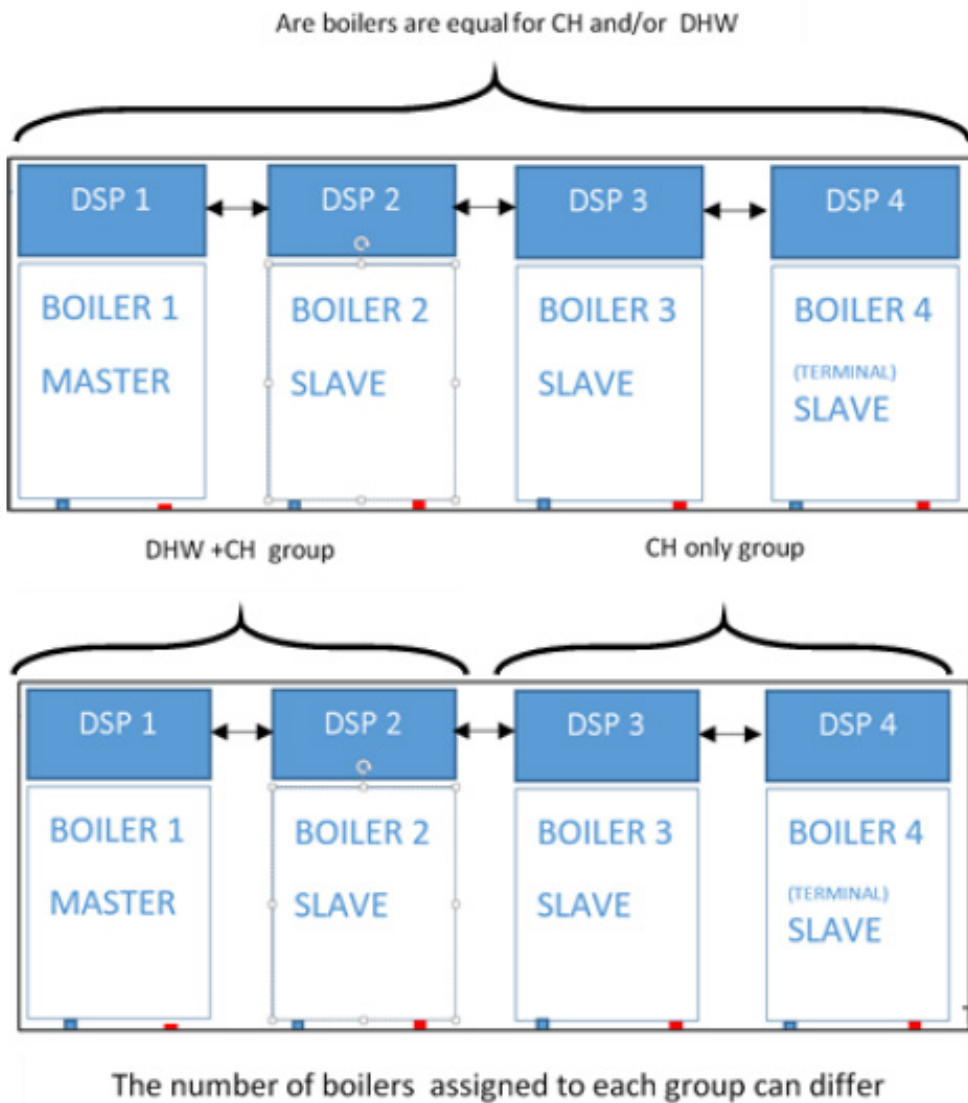 Are boilers are equal for CH and/or DHW
DSP 1
DSP 2
DSP 3
DSP 4
BOILER 1
MASTER
BOILER 2
SLAVE
BOILER 3
SLAVE
BOILER 4
(TERMINAL)
SLAVE
DHW +CH group
CH only group
DSP 1
DSP 2
DSP 3
DSP 4
BOILER 1
MASTER
BOILER 2
SLAVE
BOILER 3
SLAVE
BOILER 4
(TERMINAL)
SLAVE
The number of boilers assigned to each group can differ